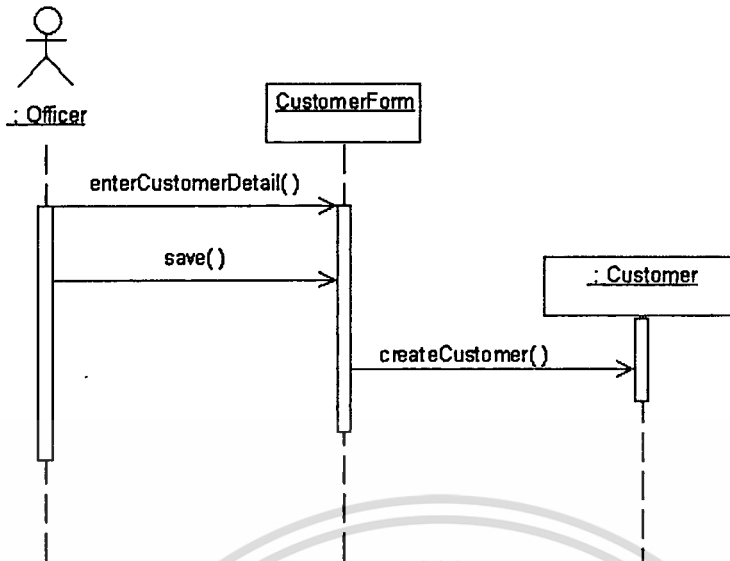 : Officer
CustomerForm
enterCustomerDetail()
save()
: Customer
createCustomer()